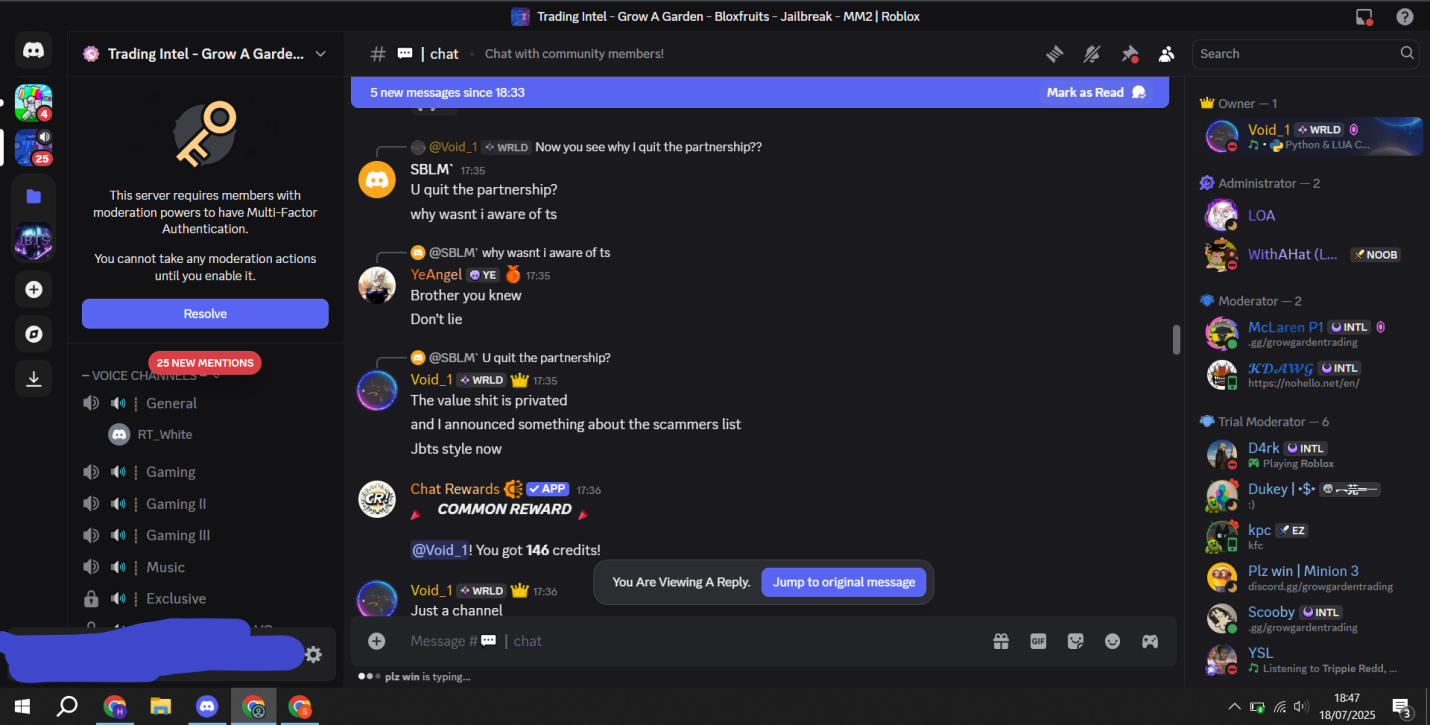 Trading Intel - Grow A Garden - Bloxfruits - Jailbreak - MM2 | Roblox
Trading Intel - Grow A Garde...
# | chat
Chat with community members!
Search
4
25
JBTS
This server requires members with
moderation powers to have Multi-Factor
Authentication.
You cannot take any moderation actions
until you enable it.
Resolve
25 NEW MENTIONS
VOICE CHANNELS
General
RT_White
Gaming
Gaming II
Gaming III
Music
Exclusive
5 new messages since 18:33
Mark as Read
@Void_1 WRLD Now you see why I quit the partnership??
SBLM` 17:35
U quit the partnership?
why wasnt i aware of ts
@SBLM` why wasnt i aware of ts
YeAngel YE 17:35
Brother you knew
Don't lie
@SBLM` U quit the partnership?
Void_1 WRLD 17:35
The value shit is privated
and I announced something about the scammers list
Jbts style now
CR!
Chat Rewards APP 17:36
COMMON REWARD
@Void_1! You got 146 credits!
Void_1 WRLD 17:36
Just a channel
You Are Viewing A Reply.
Jump to original message
Message # | chat
GIF
plz win is typing...
Owner — 1
Void_1 WRLD
Python & LUA C...
Administrator — 2
LOA
WithAHat (L... NOOB
Moderator — 2
McLaren P1 INTL
.gg/growgardentrading
𝓚𝓓𝓐𝓦𝓖 INTL
https://nohello.net/en/
Trial Moderator — 6
D4rk INTL
Playing Roblox
Dukey | •$•
:)
kpc EZ
kfc
Plz win | Minion 3
discord.gg/growgardentrading
Scooby INTL
.gg/growgardentrading
YSL
Listening to Trippie Redd, ...
H
S
18:47
18/07/2025
3